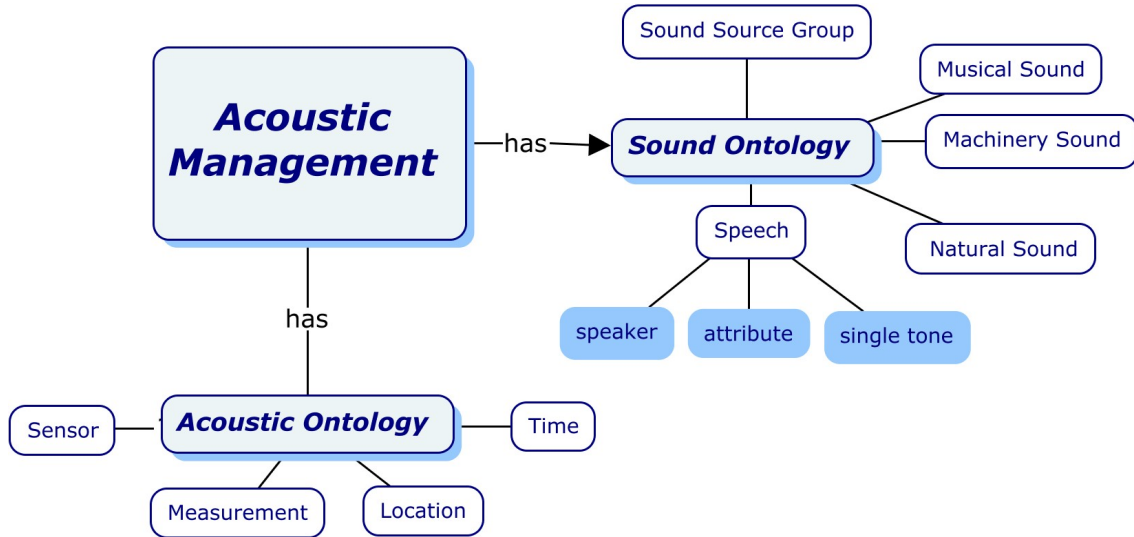 Sound Source Group
Musical Sound
Acoustic
Management
has
Sound Ontology
Machinery Sound
Speech
Natural Sound
speaker
attribute
single tone
has
Sensor
Acoustic Ontology
Time
Measurement
Location